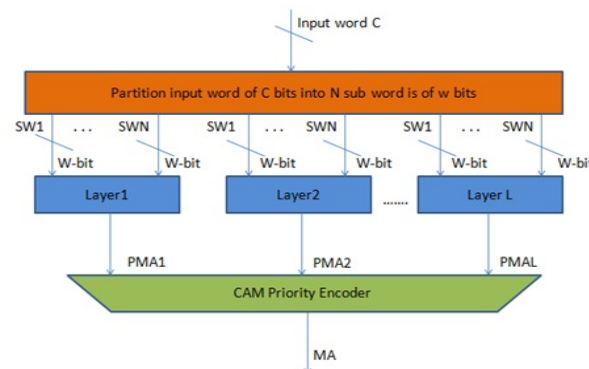 Input word C
Partition input word of C bits into N sub word is of w bits
SW1 . . . SWN SW1 . . . SWN SW1 . . . SWN
W-bit W-bit W-bit W-bit W-bit W-bit
Layer1 Layer2 ....... Layer L
PMA1 PMA2 PMAL
CAM Priority Encoder
MA